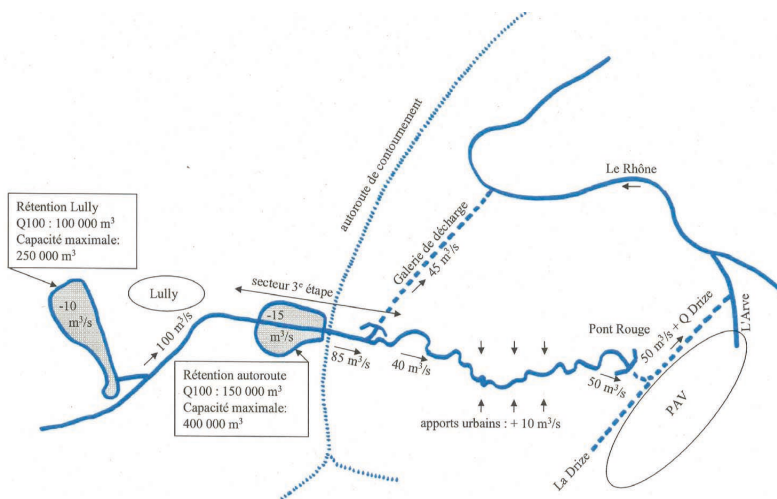 autoroute de contournement
Le Rhône
Rétention Lully
Q100 : 100 000 m³
Capacité maximale:
250 000 m³
Galerie de décharge
45 m³/s
secteur 3e étape
Lully
-10
m³/s
100 m³/s
-15
m³/s
L'Arve
Pont Rouge
50 m³/s + Q Drize
85 m³/s
40 m³/s
50 m³/s
Rétention autoroute
Q100 : 150 000 m³
Capacité maximale:
400 000 m³
apports urbains : + 10 m³/s
PAV
La Drize